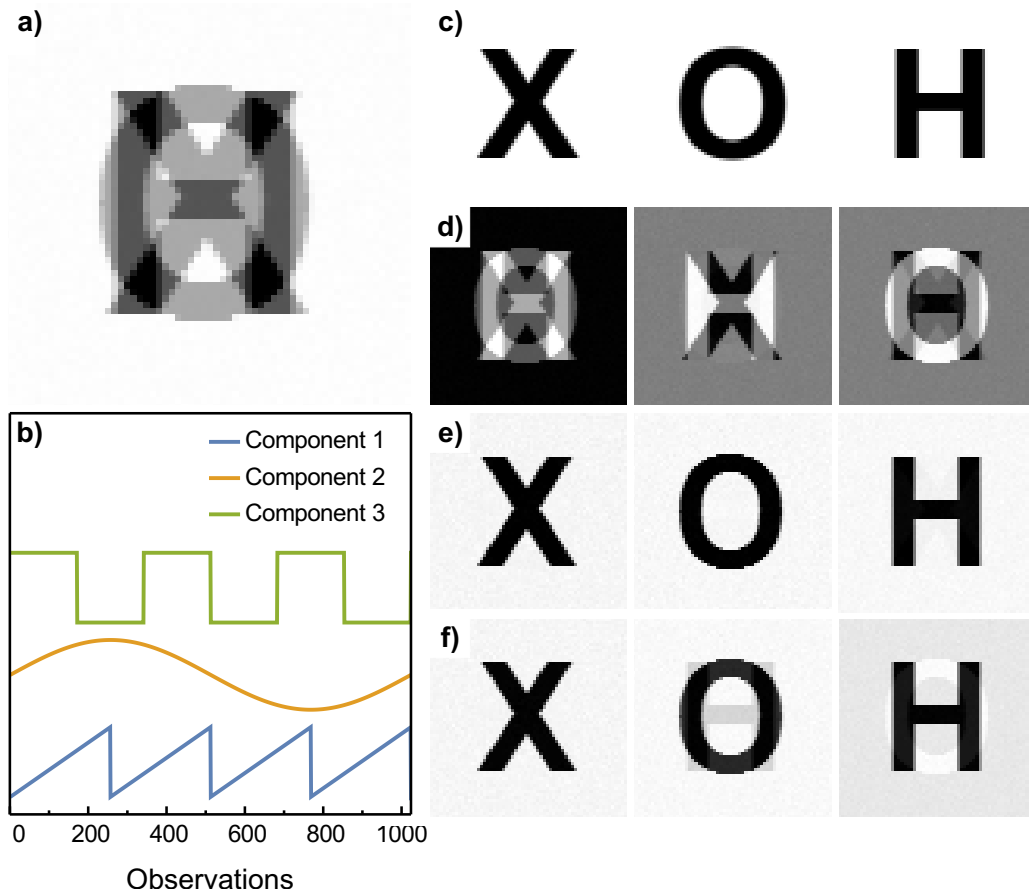 a)
c)
X O H
d)
b)
Component 1
Component 2
Component 3
0 200 400 600 800 1000
Observations
e)
X O H
f)
X O H